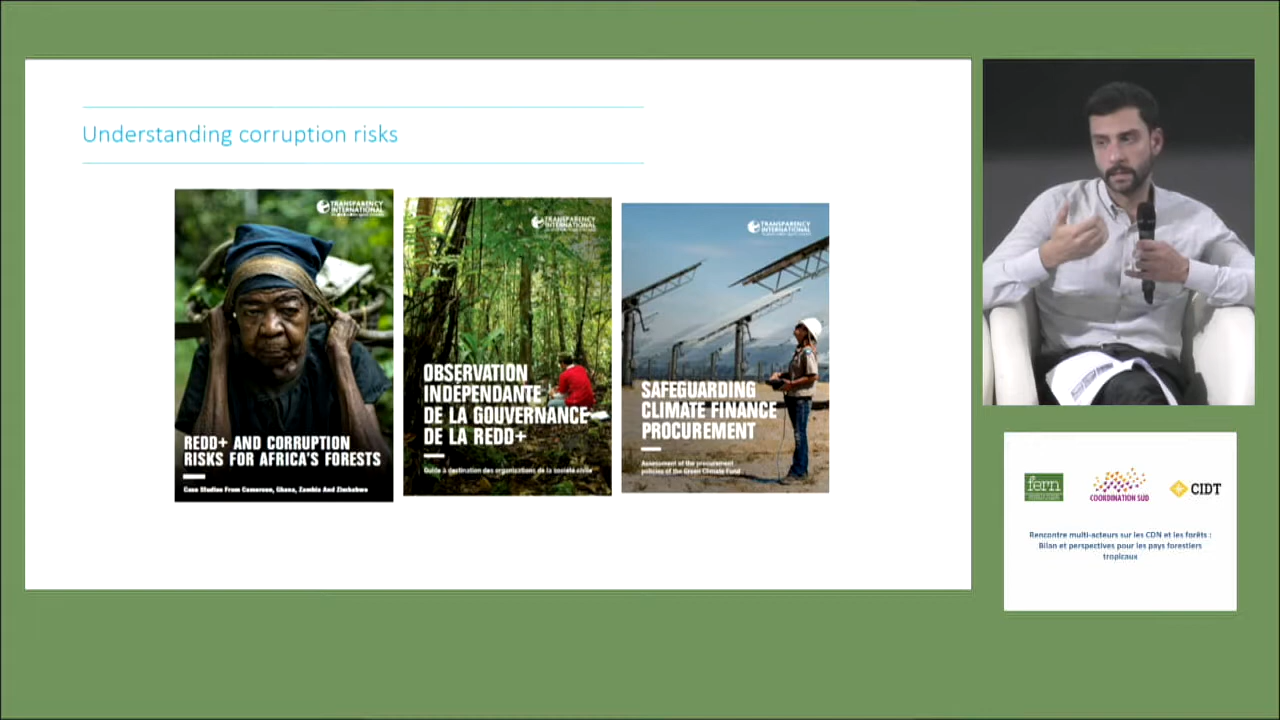 Understanding corruption risks
TRANSPARENCY
INTERNATIONAL
REDD+ AND CORRUPTION
RISKS FOR AFRICA'S FORESTS
Case Studies From Cameroon, Ghana, Zambia And Zimbabwe
TRANSPARENCY
INTERNATIONAL
OBSERVATION
INDÉPENDANTE
DE LA GOUVERNANCE
DE LA REDD+
Guide à destination des organisations de la société civile
TRANSPARENCY
INTERNATIONAL
SAFEGUARDING
CLIMATE FINANCE
PROCUREMENT
Assessment of the procurement
policies of the Green Climate Fund
fern
COORDINATION SUD
CIDT
Rencontre multi-acteurs sur les CDN et les forêts :
Bilan et perspectives pour les pays forestiers
tropicaux